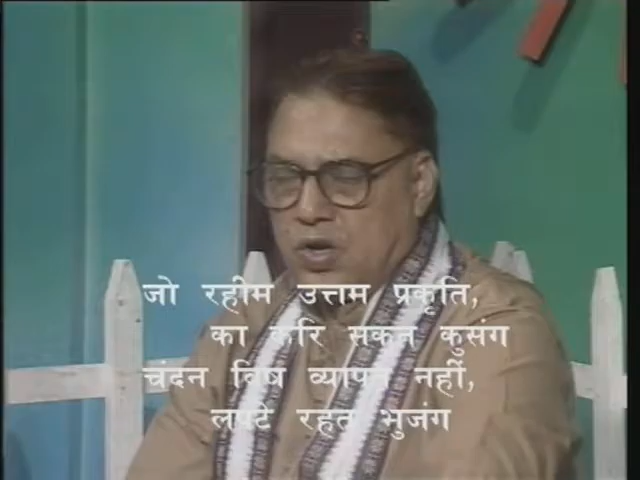 जो रहीम उत्तम प्रकृति,
का करि सकत कुसंग
चंदन विष व्यापत नहीं,
लपटे रहत भुजंग